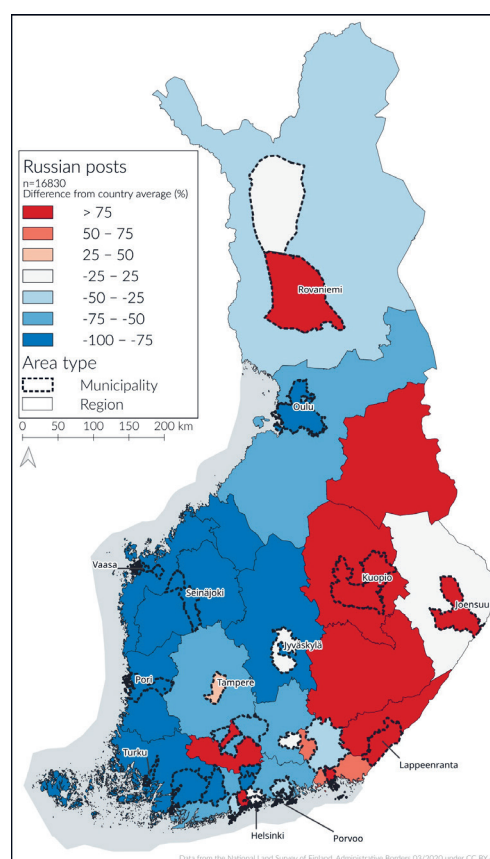 Russian posts
n=16830
Difference from country average (%)
> 75
50 – 75
25 – 50
-25 – 25
-50 – -25
-75 – -50
-100 – -75
Area type
Municipality
Region
0 50 100 150 200 km
Rovaniemi
Oulu
Vaasa
Kuopio
Seinäjoki
Joensuu
Jyväskylä
Pori
Tampere
Turku
Lappeenranta
Helsinki
Porvoo
Data from the National Land Survey of Finland, Administrative Borders, 03/2020 under CC BY